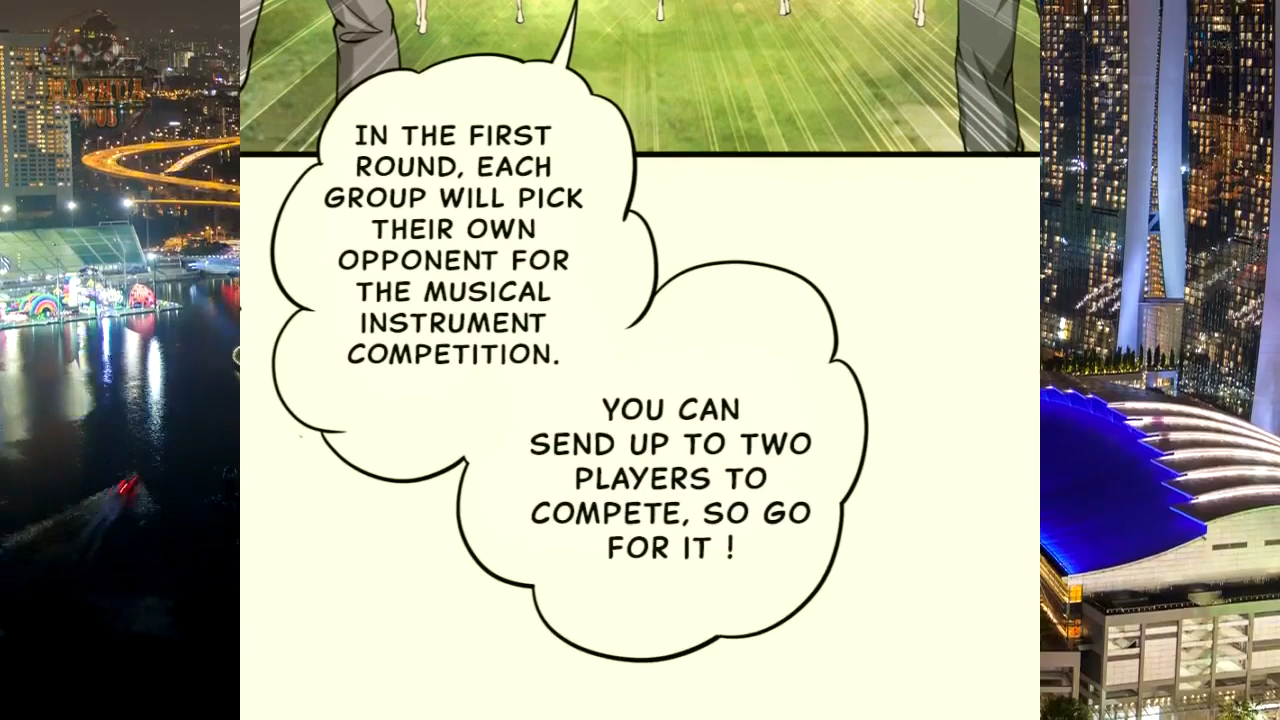 IN THE FIRST
ROUND, EACH
GROUP WILL PICK
THEIR OWN
OPPONENT FOR
THE MUSICAL
INSTRUMENT
COMPETITION.
YOU CAN
SEND UP TO TWO
PLAYERS TO
COMPETE, SO GO
FOR IT !